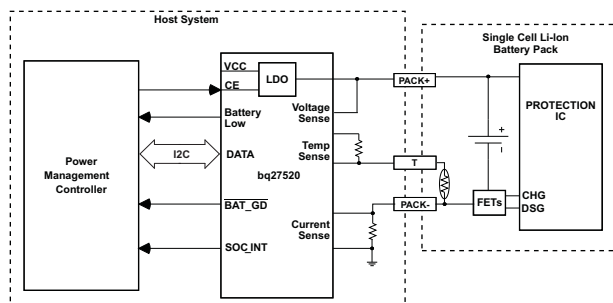 Host System
Single Cell Li-Ion
Battery Pack
VCC
LDO
CE
Battery
Low
Voltage
Sense
PACK+
PROTECTION
IC
+
–
Power
Management
Controller
I2C
DATA
Temp
Sense
bq27520
T
BAT_GD
PACK-
FETs
CHG
DSG
Current
Sense
SOC_INT